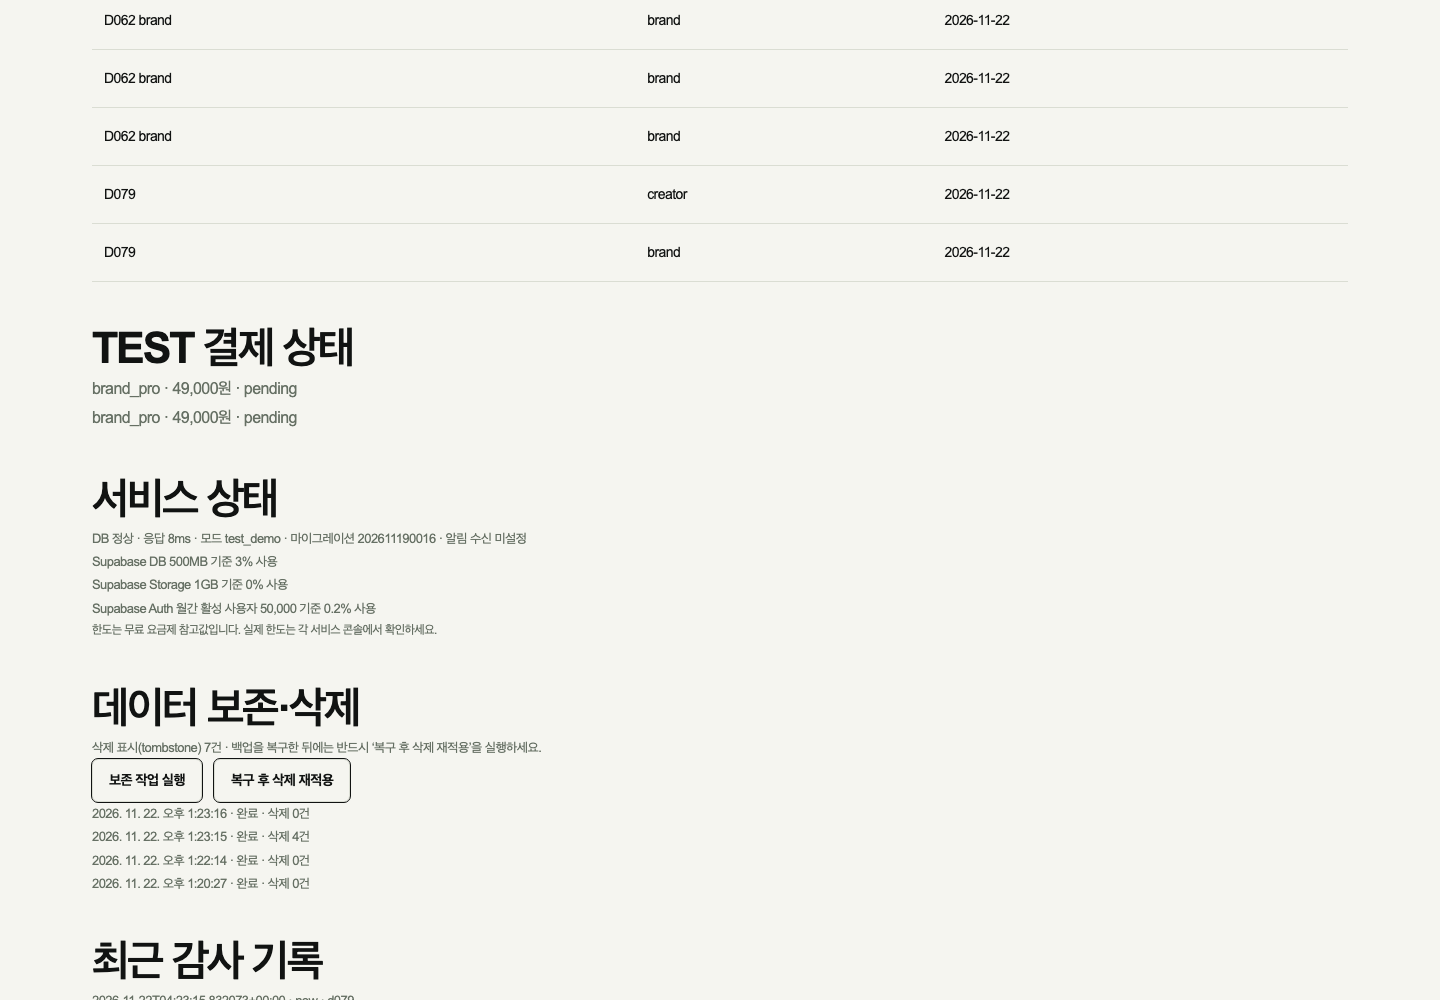 D062 brand brand 2026-11-22
D062 brand brand 2026-11-22
D062 brand brand 2026-11-22
D079 creator 2026-11-22
D079 brand 2026-11-22
TEST 결제 상태
brand_pro · 49,000원 · pending
brand_pro · 49,000원 · pending
서비스 상태
DB 정상 · 응답 8ms · 모드 test_demo · 마이그레이션 202611190016 · 알림 수신 미설정
Supabase DB 500MB 기준 3% 사용
Supabase Storage 1GB 기준 0% 사용
Supabase Auth 월간 활성 사용자 50,000 기준 0.2% 사용
한도는 무료 요금제 참고값입니다. 실제 한도는 각 서비스 콘솔에서 확인하세요.
데이터 보존·삭제
삭제 표시(tombstone) 7건 · 백업을 복구한 뒤에는 반드시 ‘복구 후 삭제 재적용’을 실행하세요.
보존 작업 실행 복구 후 삭제 재적용
2026. 11. 22. 오후 1:23:16 · 완료 · 삭제 0건
2026. 11. 22. 오후 1:23:15 · 완료 · 삭제 4건
2026. 11. 22. 오후 1:22:14 · 완료 · 삭제 0건
2026. 11. 22. 오후 1:20:27 · 완료 · 삭제 0건
최근 감사 기록